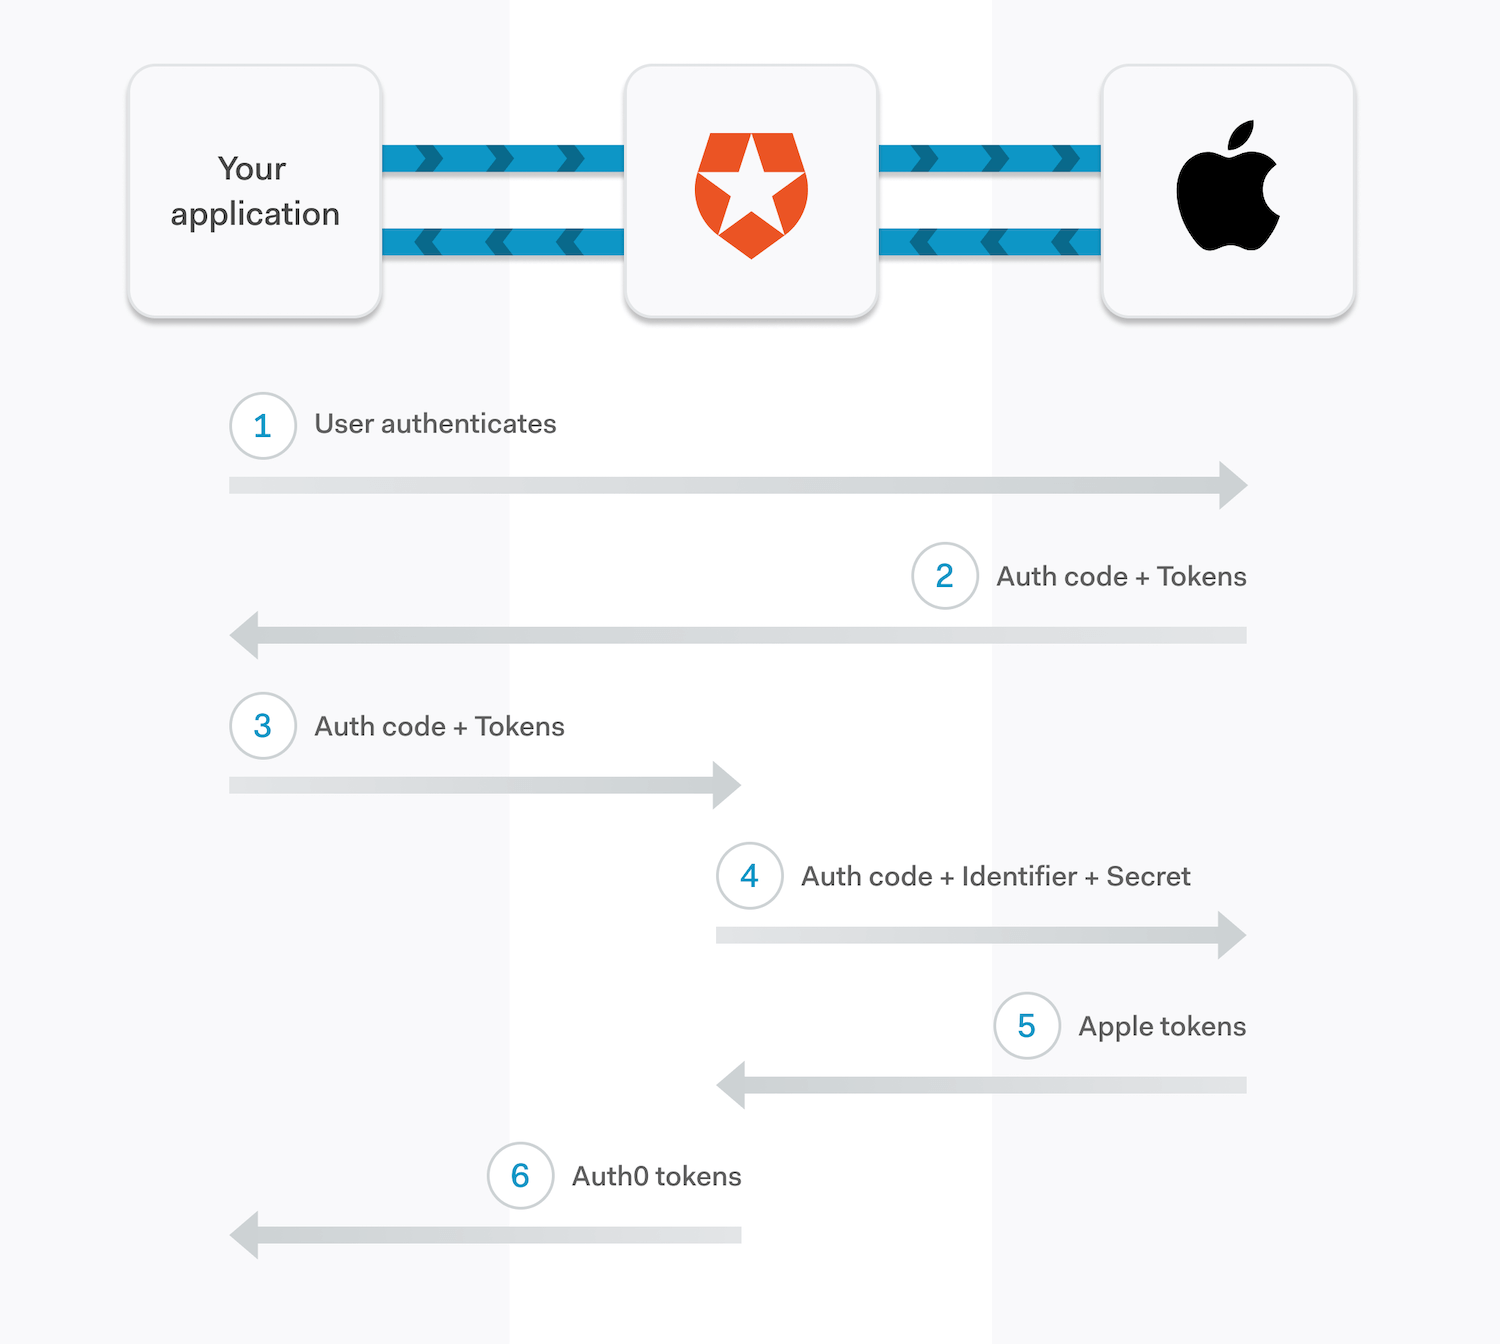 Your
application
1
User authenticates
2
Auth code + Tokens
3
Auth code + Tokens
4
Auth code + Identifier + Secret
5
Apple tokens
6
Auth0 tokens